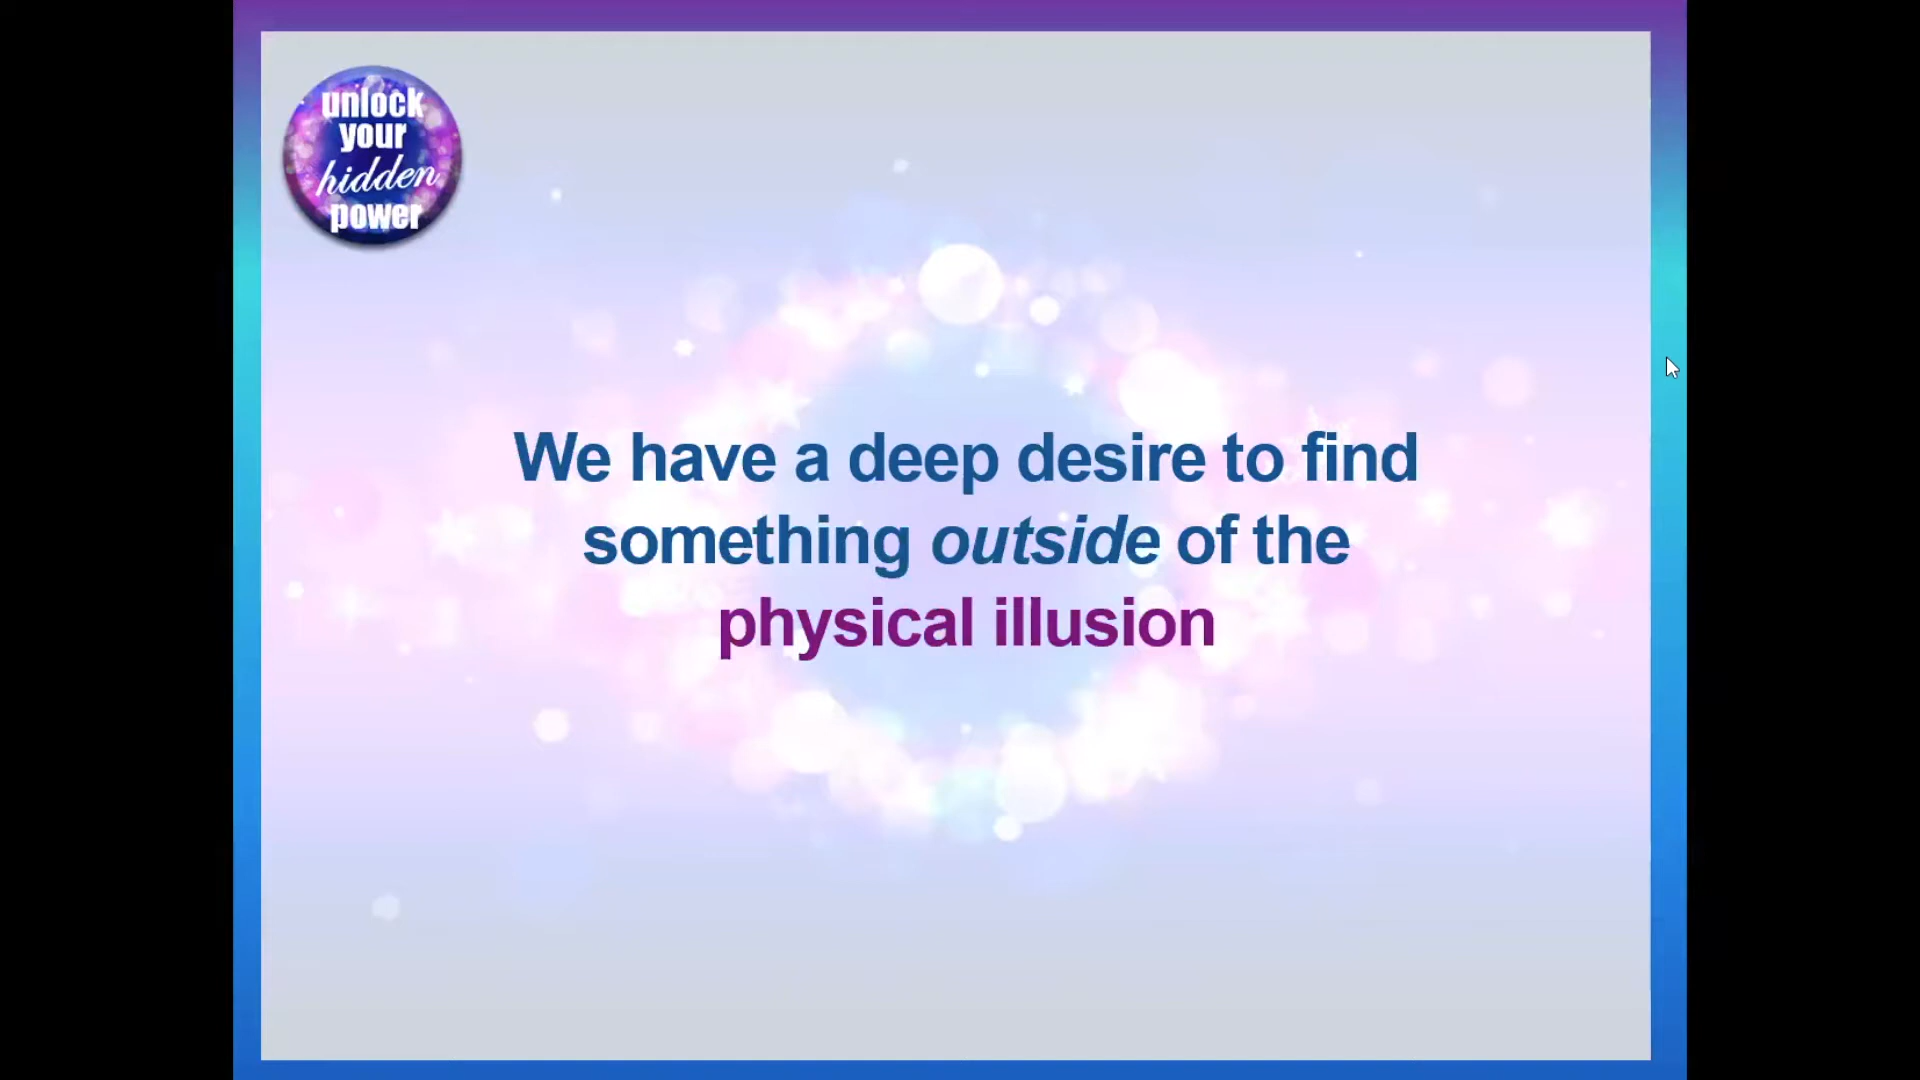 unlock
your
hidden
power
We have a deep desire to find
something outside of the
physical illusion